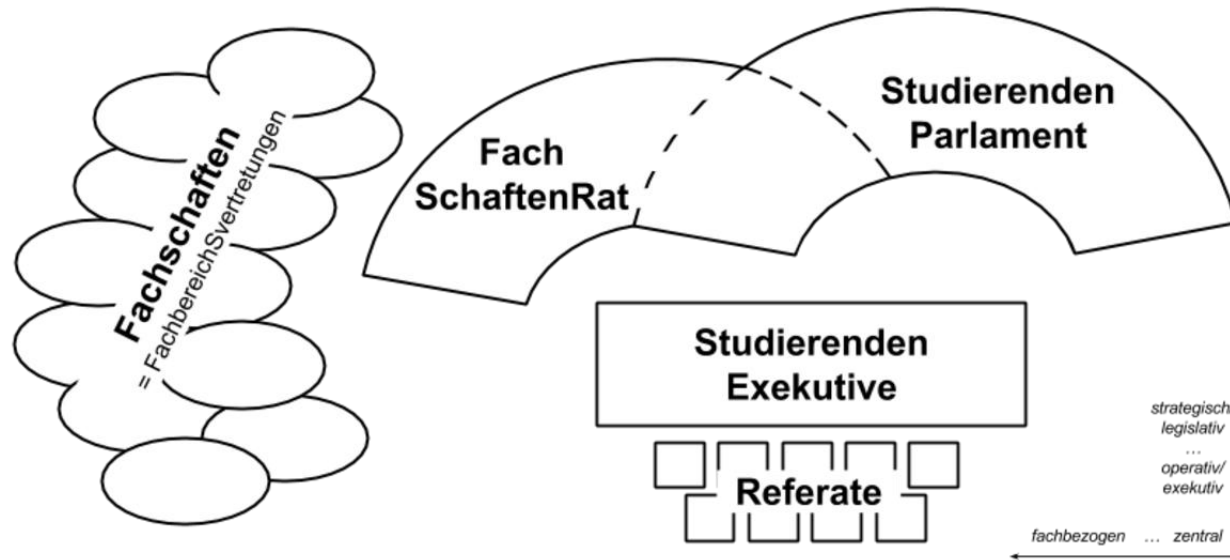 Fachschaften
= FachbereichSvertretungen
Fach
SchaftenRat
Studierenden
Parlament
Studierenden
Exekutive
Referate
strategisch
legislativ
...
operativ/
exekutiv
fachbezogen ... zentral